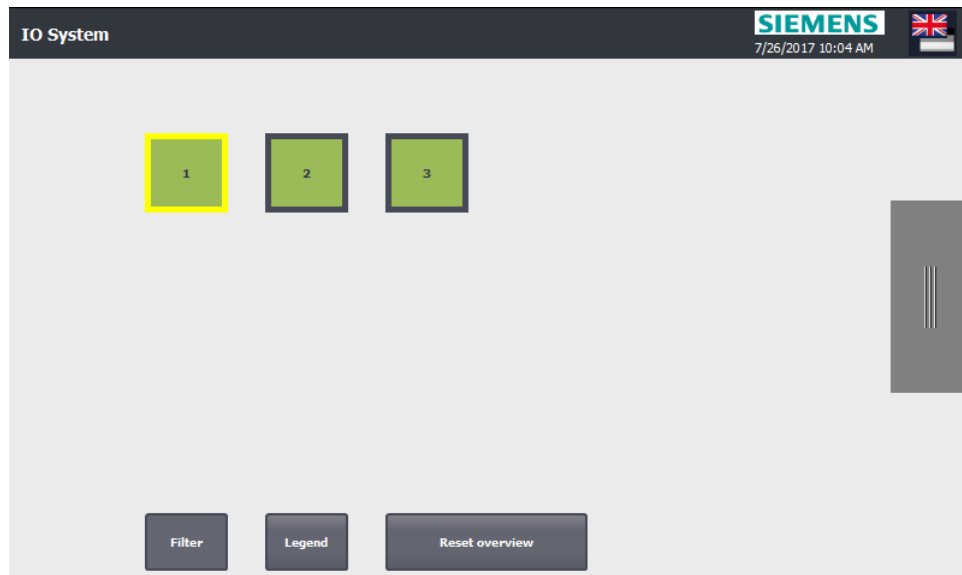 IO System
SIEMENS
7/26/2017 10:04 AM
1
2
3
Filter
Legend
Reset overview